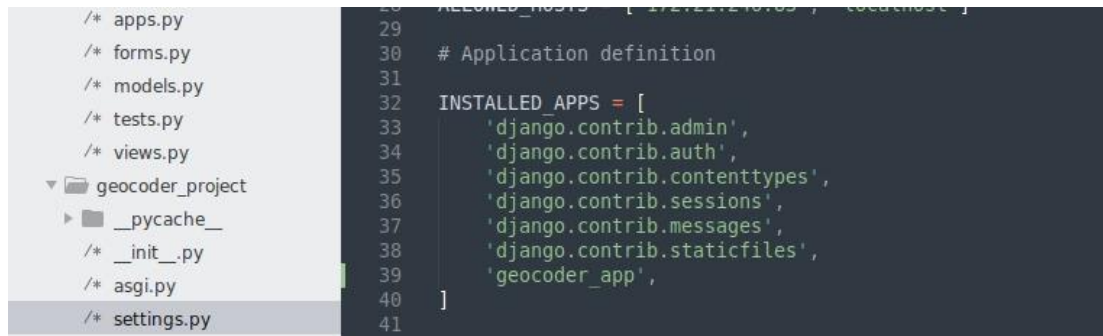 apps.py
forms.py
models.py
tests.py
views.py
geocoder_project
__pycache__
__init__.py
asgi.py
settings.py
29
30 # Application definition
31
32 INSTALLED_APPS = [
33 'django.contrib.admin',
34 'django.contrib.auth',
35 'django.contrib.contenttypes',
36 'django.contrib.sessions',
37 'django.contrib.messages',
38 'django.contrib.staticfiles',
39 'geocoder_app',
40 ]
41